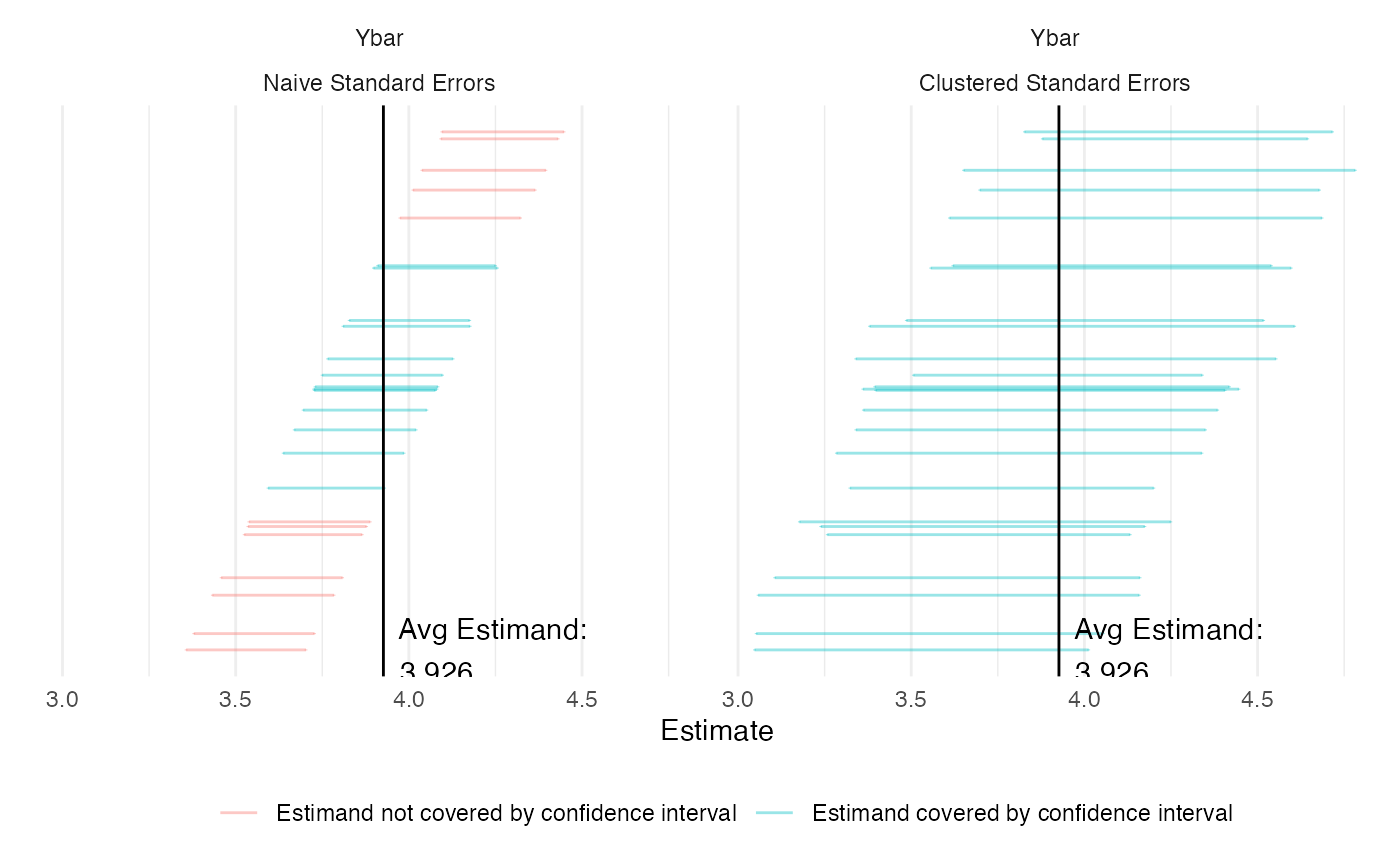 Ybar
Naive Standard Errors
Ybar
Clustered Standard Errors
Avg Estimand:
3.926
Avg Estimand:
3.926
3.0 3.5 4.0 4.5
3.0 3.5 4.0 4.5
Estimate
Estimand not covered by confidence interval
Estimand covered by confidence interval